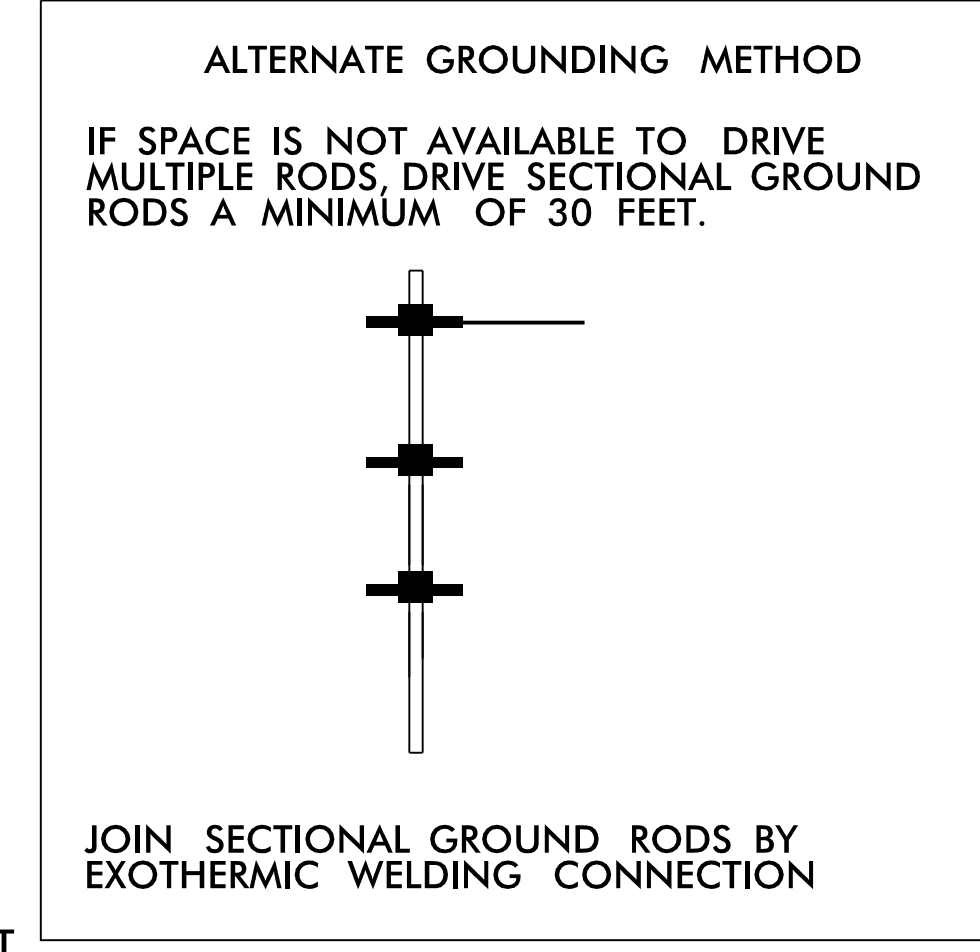 ALTERNATE GROUNDING METHOD
IF SPACE IS NOT AVAILABLE TO DRIVE
MULTIPLE RODS, DRIVE SECTIONAL GROUND
RODS A MINIMUM OF 30 FEET.
JOIN SECTIONAL GROUND RODS BY
EXOTHERMIC WELDING CONNECTION